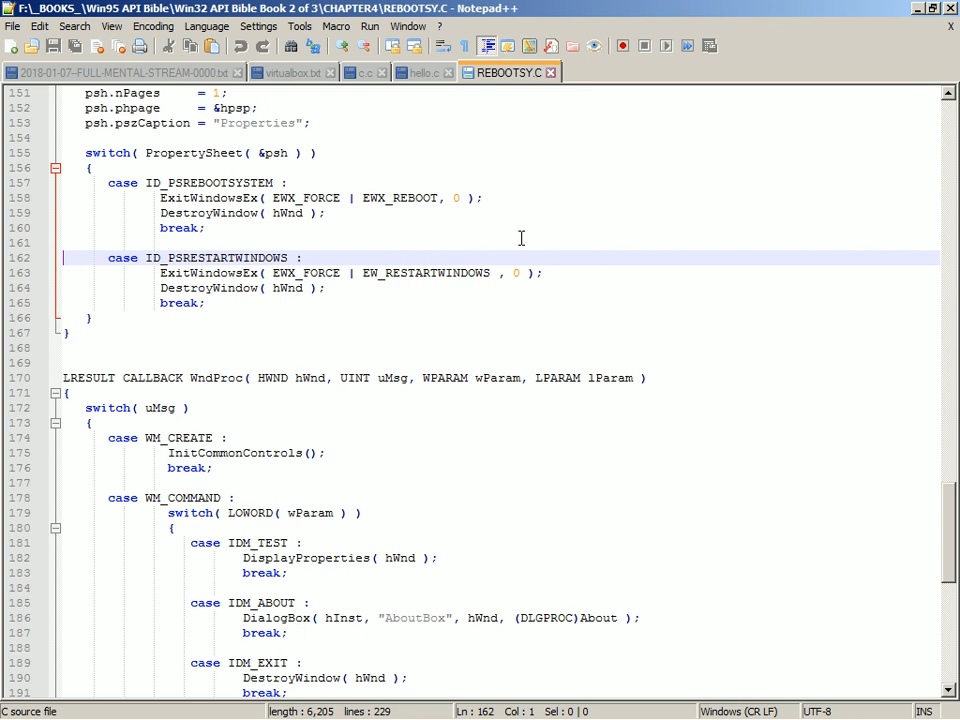 F:\_BOOKS_\Win95 API Bible\Win32 API Bible Book 2 of 3\CHAPTER4\REBOOTSY.C - Notepad++
File Edit Search View Encoding Language Settings Tools Macro Run Window ? X
2018-01-07-FULL-MENTAL-STREAM-0000.txt virtualbox.txt c.c hello.c REBOOTSY.C
151 psh.nPages = 1;
152 psh.phpage = &hpsp;
153 psh.pszCaption = "Properties";
154
155 switch( PropertySheet( &psh ) )
156 {
157 case ID_PSREBOOTSYSTEM :
158 ExitWindowsEx( EWX_FORCE | EWX_REBOOT, 0 );
159 DestroyWindow( hWnd );
160 break;
161
162 case ID_PSRESTARTWINDOWS :
163 ExitWindowsEx( EWX_FORCE | EW_RESTARTWINDOWS , 0 );
164 DestroyWindow( hWnd );
165 break;
166 }
167 }
168
169
170 LRESULT CALLBACK WndProc( HWND hWnd, UINT uMsg, WPARAM wParam, LPARAM lParam )
171 {
172 switch( uMsg )
173 {
174 case WM_CREATE :
175 InitCommonControls();
176 break;
177
178 case WM_COMMAND :
179 switch( LOWORD( wParam ) )
180 {
181 case IDM_TEST :
182 DisplayProperties( hWnd );
183 break;
184
185 case IDM_ABOUT :
186 DialogBox( hInst, "AboutBox", hWnd, (DLGPROC)About );
187 break;
188
189 case IDM_EXIT :
190 DestroyWindow( hWnd );
191 break;
C source file length : 6,205 lines : 229 Ln : 162 Col : 1 Sel : 0 | 0 Windows (CR LF) UTF-8 INS